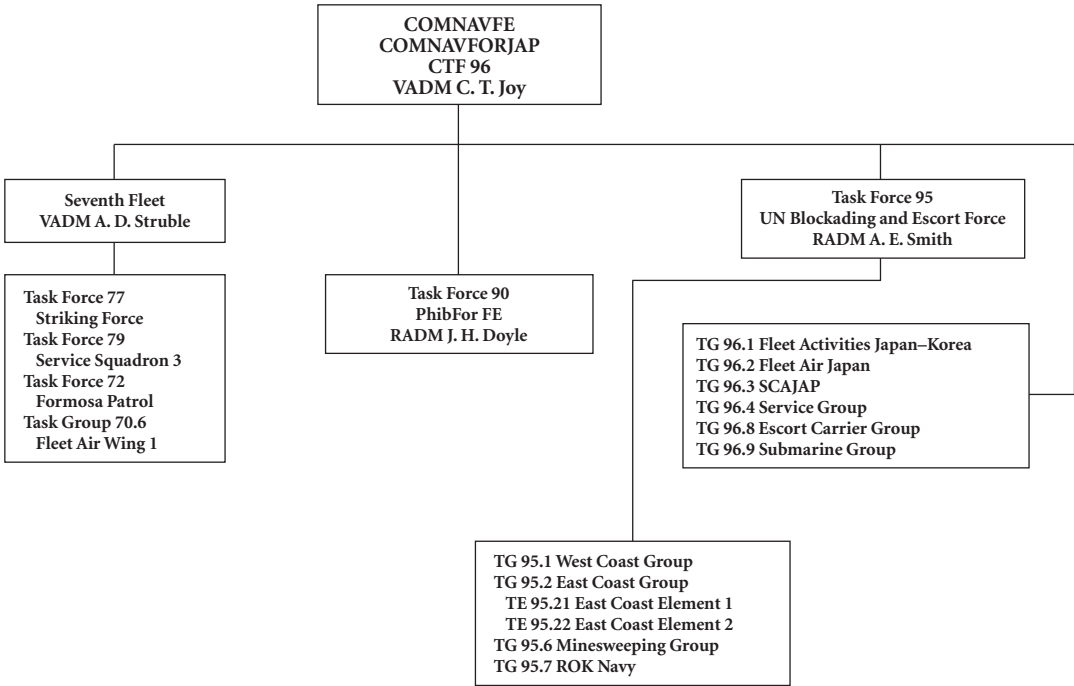 COMNAVFE
COMNAVFORJAP
CTF 96
VADM C. T. Joy
Seventh Fleet
VADM A. D. Struble
Task Force 95
UN Blockading and Escort Force
RADM A. E. Smith
Task Force 77
Striking Force
Task Force 79
Service Squadron 3
Task Force 72
Formosa Patrol
Task Group 70.6
Fleet Air Wing 1
Task Force 90
PhibFor FE
RADM J. H. Doyle
TG 96.1 Fleet Activities Japan–Korea
TG 96.2 Fleet Air Japan
TG 96.3 SCAJAP
TG 96.4 Service Group
TG 96.8 Escort Carrier Group
TG 96.9 Submarine Group
TG 95.1 West Coast Group
TG 95.2 East Coast Group
TE 95.21 East Coast Element 1
TE 95.22 East Coast Element 2
TG 95.6 Minesweeping Group
TG 95.7 ROK Navy